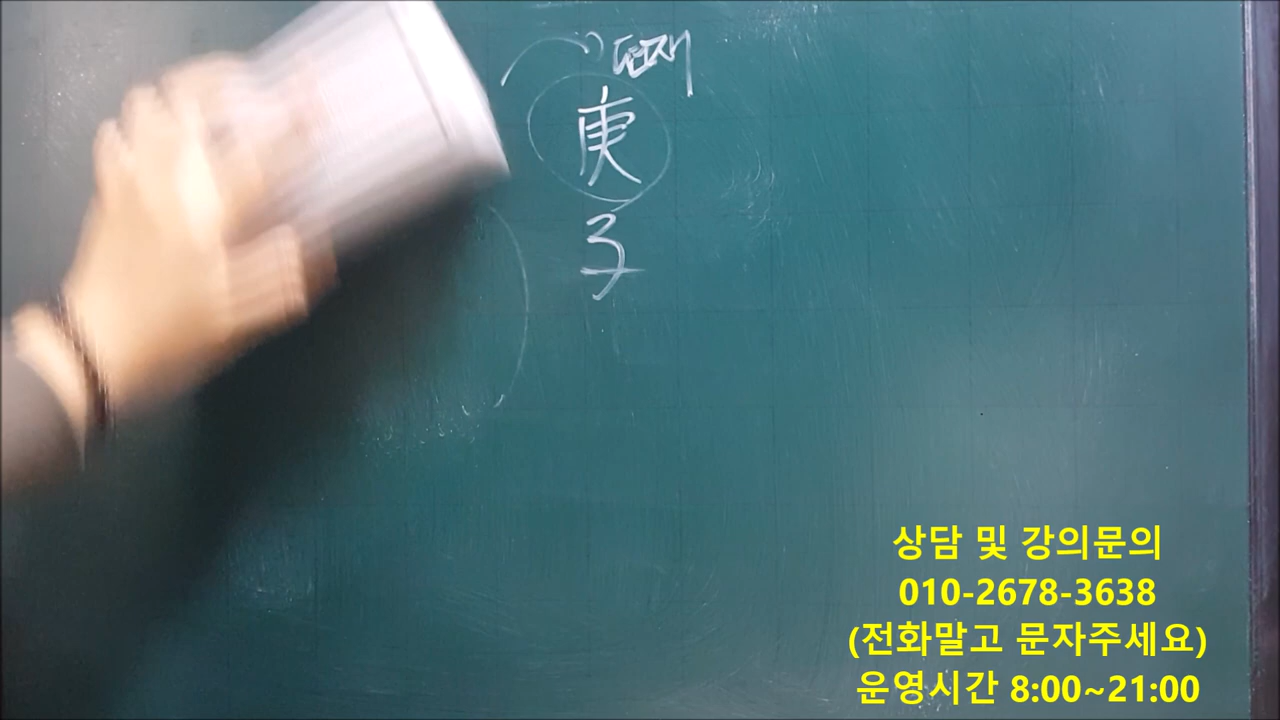 편재
庚
子
상담 및 강의문의
010-2678-3638
(전화말고 문자주세요)
운영시간 8:00~21:00